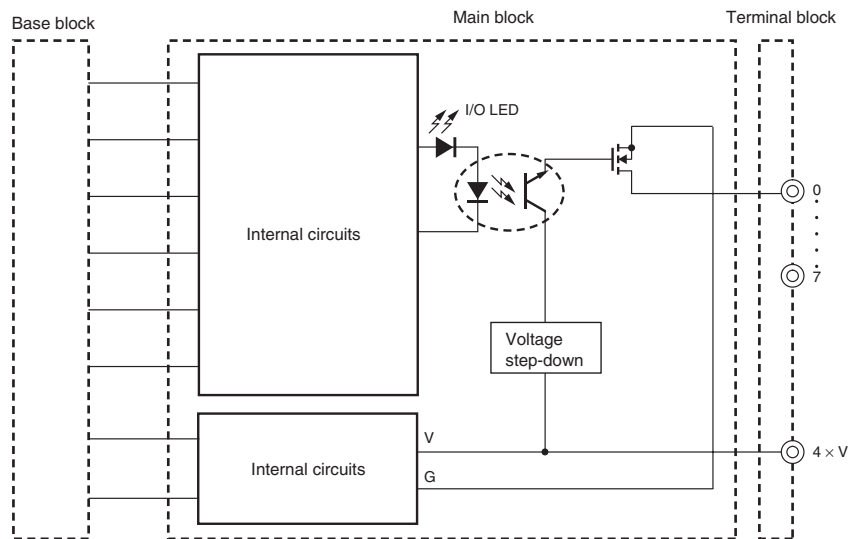 Base block
Main block
Terminal block
I/O LED
Internal circuits
0
7
Voltage
step-down
V
4 × V
Internal circuits
G